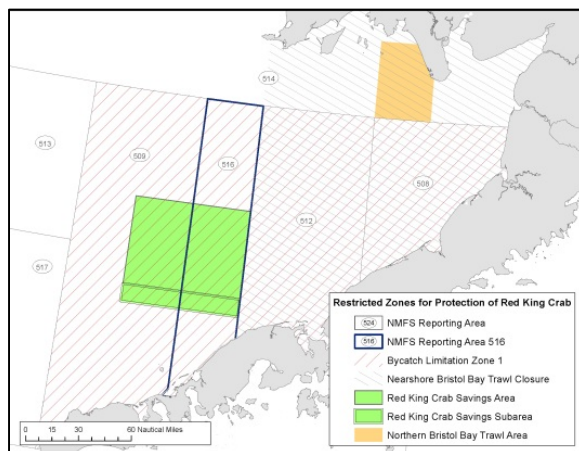 514
513
509
516
508
512
517
Restricted Zones for Protection of Red King Crab
524 NMFS Reporting Area
516 NMFS Reporting Area 516
Bycatch Limitation Zone 1
Nearshore Bristol Bay Trawl Closure
Red King Crab Savings Area
Red King Crab Savings Subarea
Northern Bristol Bay Trawl Area
0 15 30 60 Nautical Miles